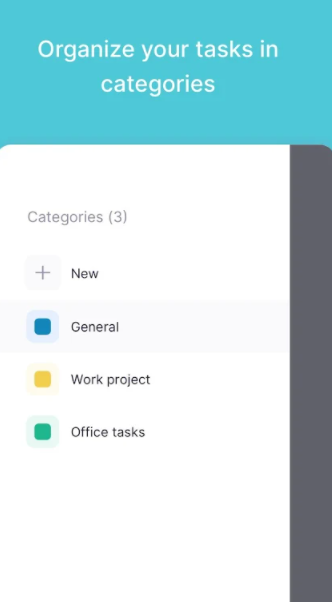 Organize your tasks in
categories
Categories (3)
New
General
Work project
Office tasks